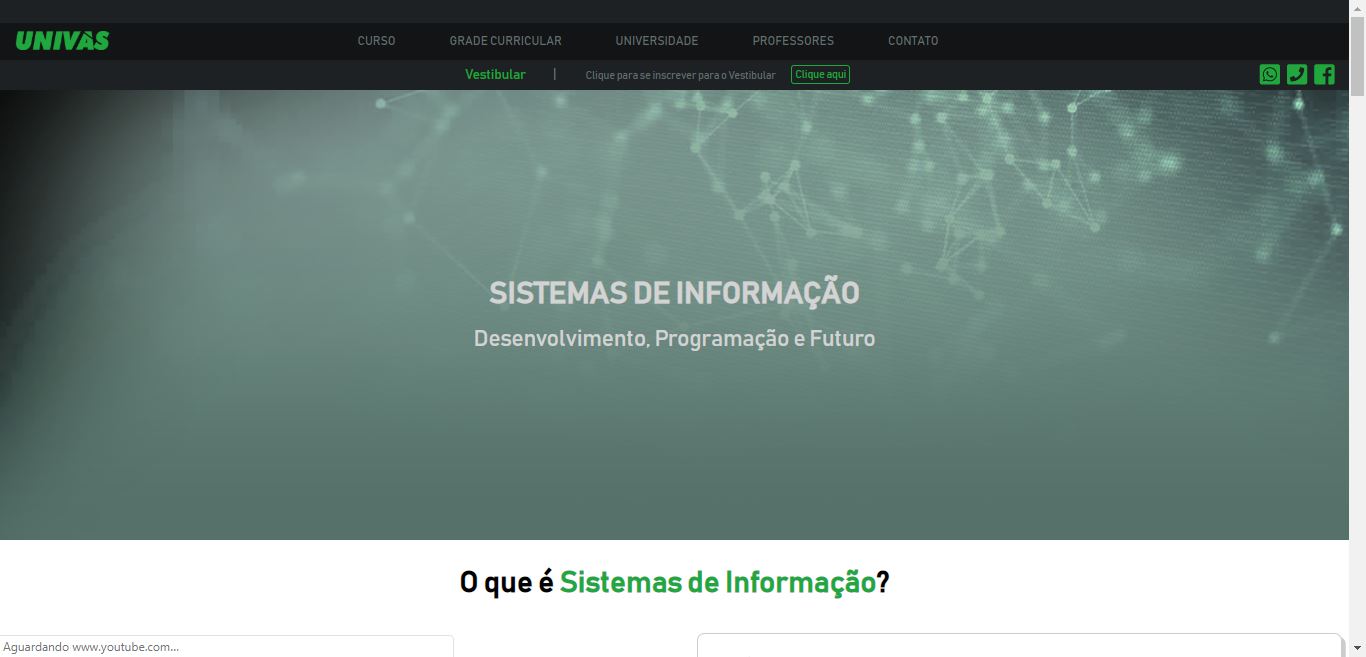 UNIVÁS
CURSO GRADE CURRICULAR UNIVERSIDADE PROFESSORES CONTATO
Vestibular | Clique para se inscrever para o Vestibular Clique aqui
SISTEMAS DE INFORMAÇÃO
Desenvolvimento, Programação e Futuro
O que é Sistemas de Informação?
Aguardando www.youtube.com...